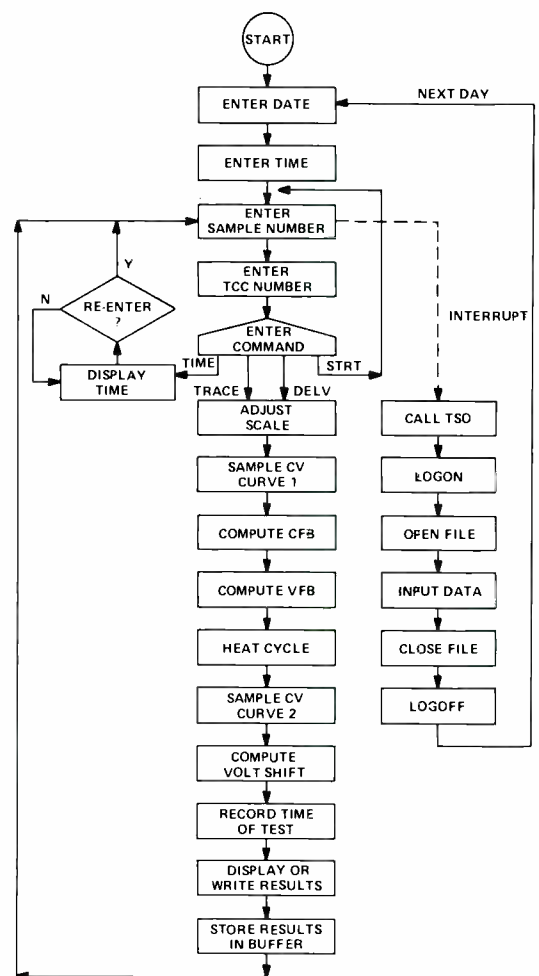 START
ENTER DATE
NEXT DAY
ENTER TIME
ENTER
SAMPLE NUMBER
Y
N
RE-ENTER
?
ENTER
TCC NUMBER
INTERRUPT
ENTER
COMMAND
TIME
STRT
DISPLAY
TIME
TRACE
DELV
ADJUST
SCALE
SAMPLE CV
CURVE 1
COMPUTE CFB
COMPUTE VFB
HEAT CYCLE
SAMPLE CV
CURVE 2
COMPUTE
VOLT SHIFT
RECORD TIME
OF TEST
DISPLAY OR
WRITE RESULTS
STORE RESULTS
IN BUFFER
CALL TSO
LOGON
OPEN FILE
INPUT DATA
CLOSE FILE
LOGOFF